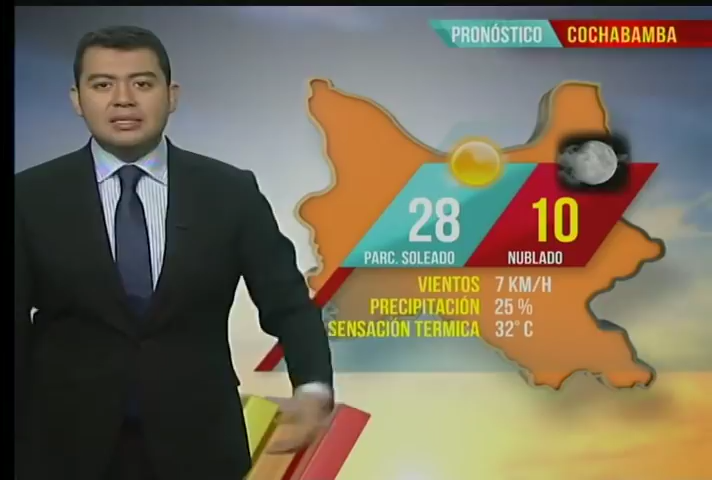 PRONÓSTICO COCHABAMBA
28 10
PARC. SOLEADO NUBLADO
VIENTOS 7 KM/H
PRECIPITACIÓN 25 %
SENSACIÓN TERMICA 32° C